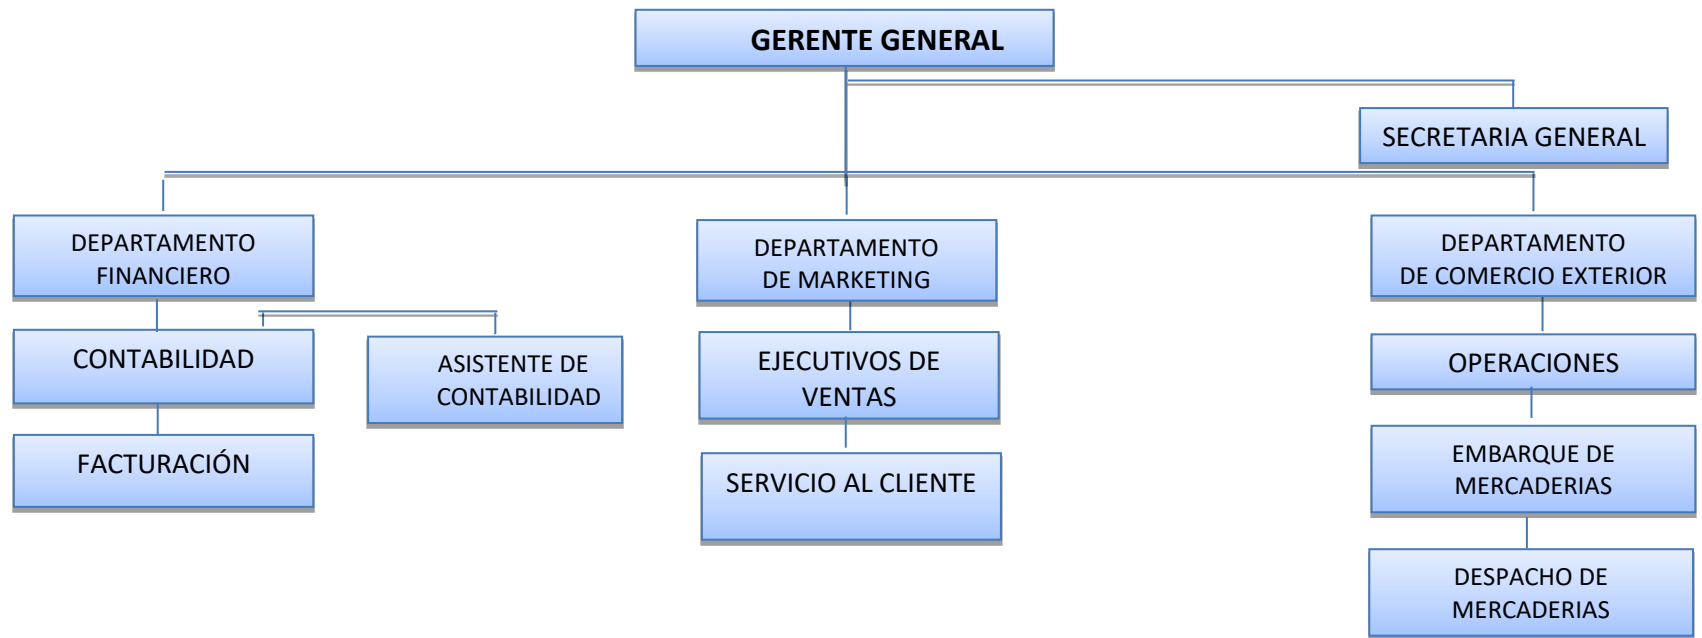 GERENTE GENERAL
SECRETARIA GENERAL
DEPARTAMENTO
FINANCIERO
DEPARTAMENTO
DE MARKETING
DEPARTAMENTO
DE COMERCIO EXTERIOR
CONTABILIDAD
ASISTENTE DE
CONTABILIDAD
EJECUTIVOS DE
VENTAS
OPERACIONES
FACTURACIÓN
SERVICIO AL CLIENTE
EMBARQUE DE
MERCADERIAS
DESPACHO DE
MERCADERIAS